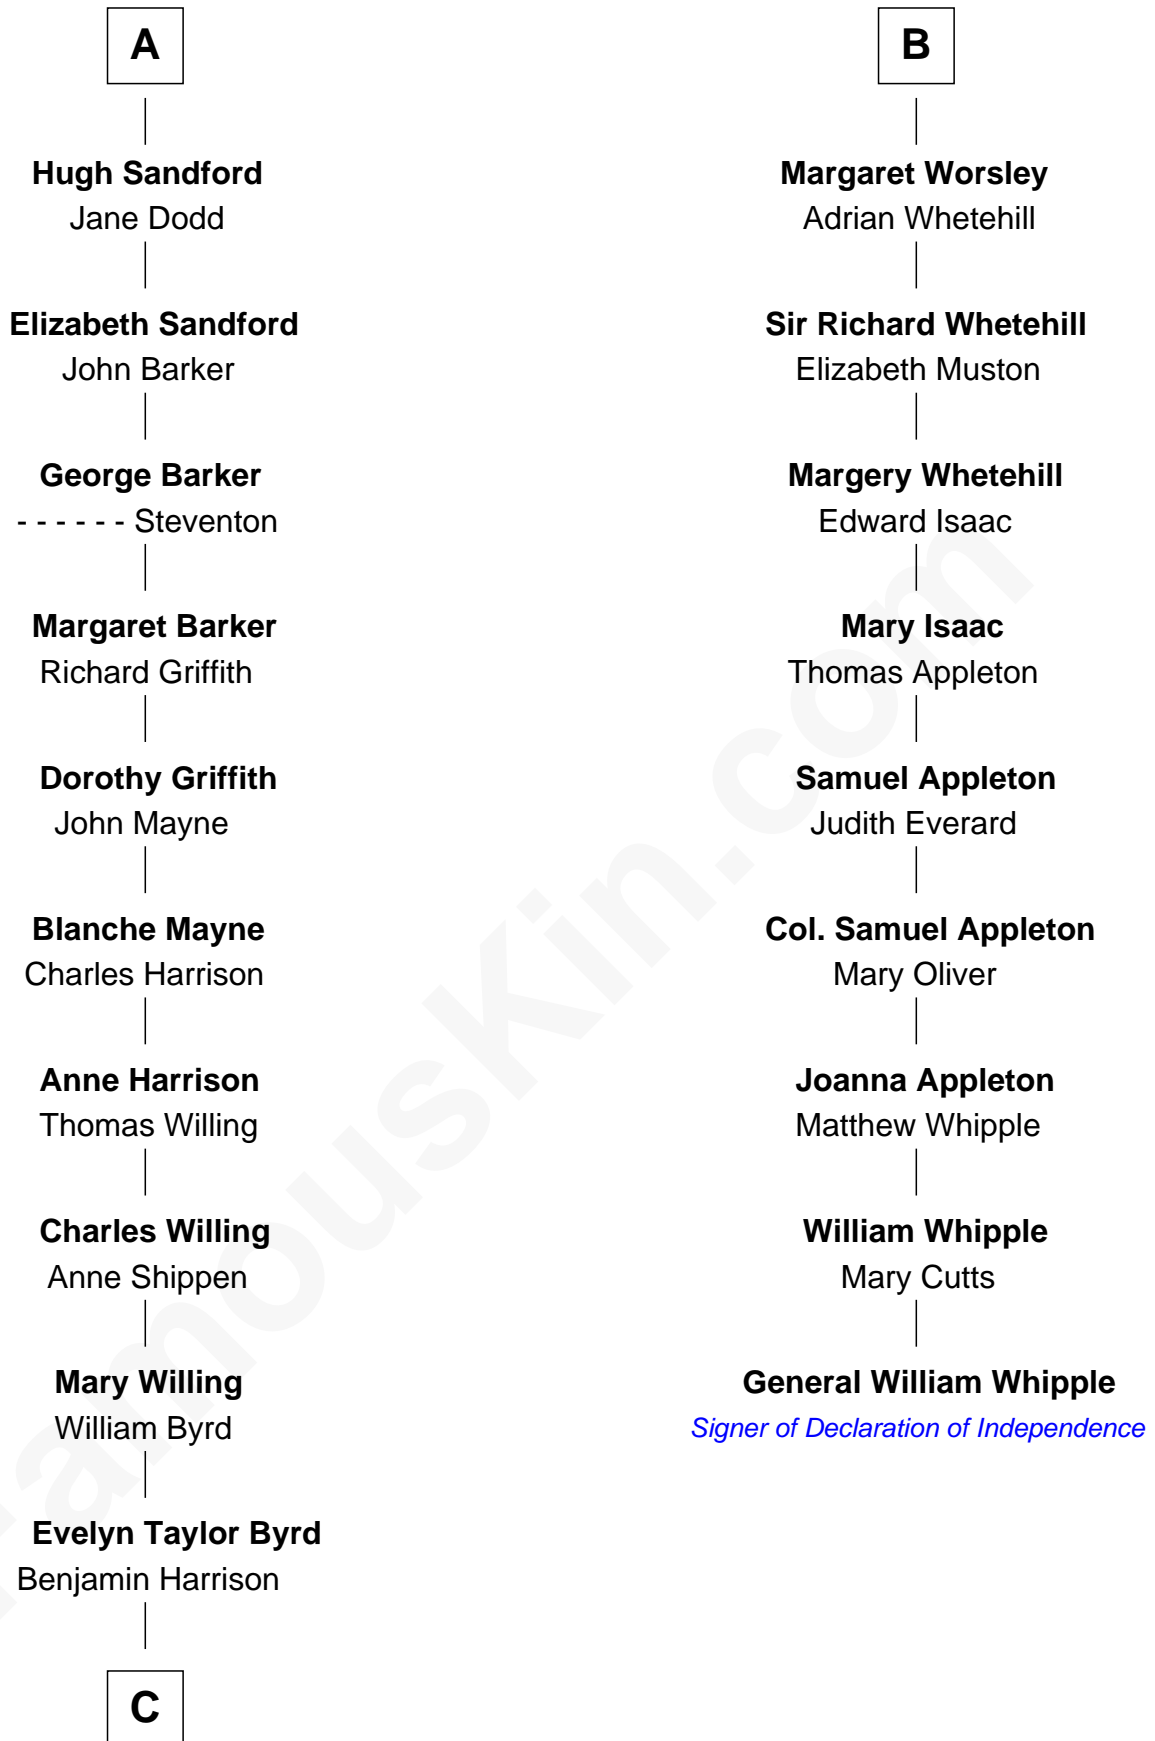 A
Hugh Sandford
Jane Dodd
Elizabeth Sandford
John Barker
George Barker
- - - - - - Steventon
Margaret Barker
Richard Griffith
Dorothy Griffith
John Mayne
Blanche Mayne
Charles Harrison
Anne Harrison
Thomas Willing
Charles Willing
Anne Shippen
Mary Willing
William Byrd
Evelyn Taylor Byrd
Benjamin Harrison
C
B
Margaret Worsley
Adrian Whetehill
Sir Richard Whetehill
Elizabeth Muston
Margery Whetehill
Edward Isaac
Mary Isaac
Thomas Appleton
Samuel Appleton
Judith Everard
Col. Samuel Appleton
Mary Oliver
Joanna Appleton
Matthew Whipple
William Whipple
Mary Cutts
General William Whipple
Signer of Declaration of Independence
FamousKin.com